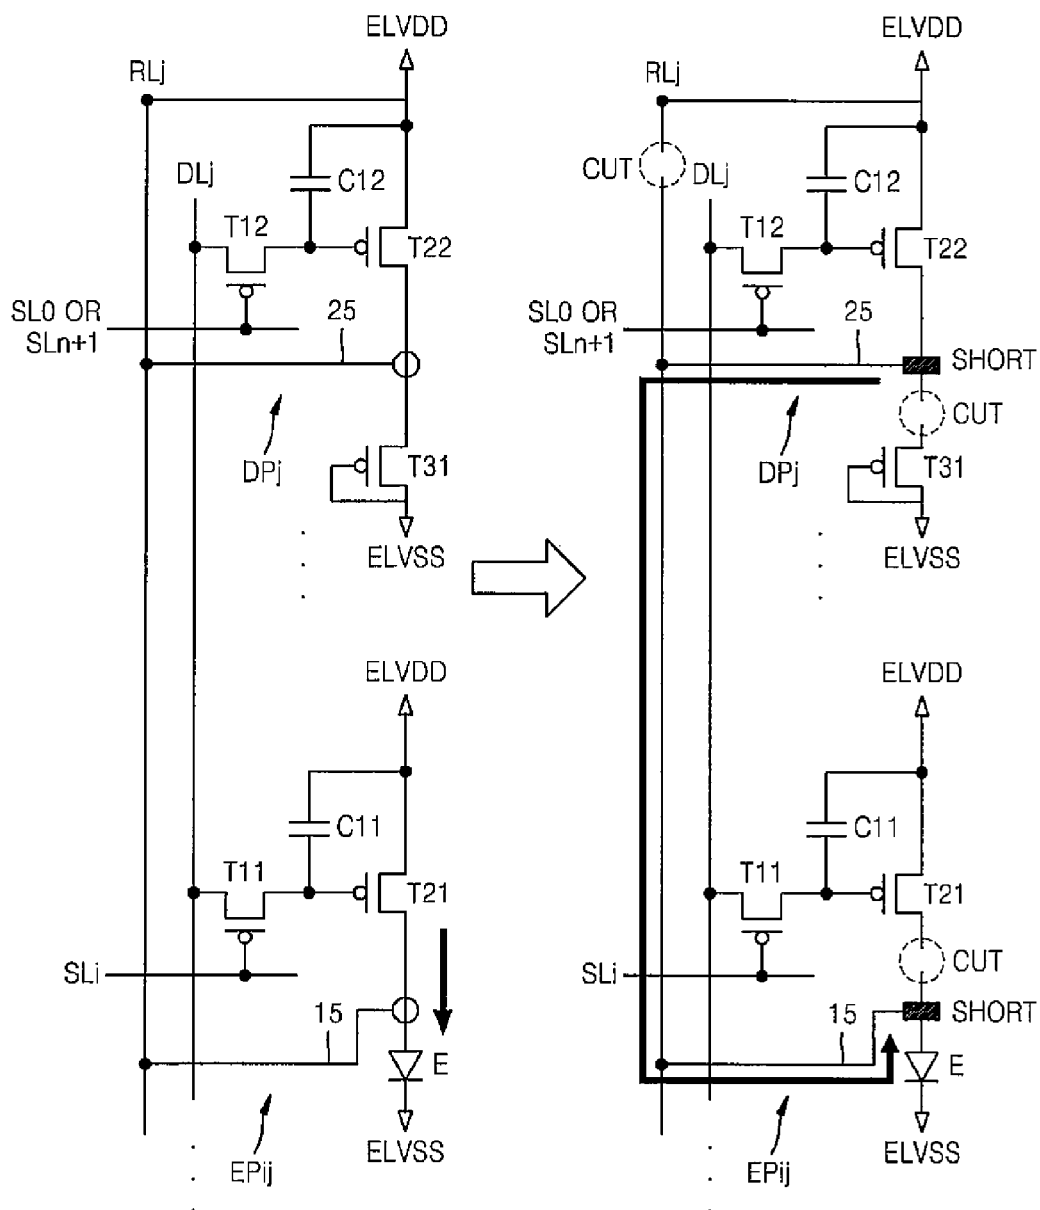 ELVDD
RLj
DLj
C12
T12
T22
SL0 OR
SLn+1
25
DPj
T31
ELVSS
ELVDD
C11
T11
T21
SLi
15
E
EPij
ELVSS
ELVDD
RLj
CUT
DLj
C12
T12
T22
SL0 OR
SLn+1
25
SHORT
CUT
DPj
T31
ELVSS
ELVDD
C11
T11
T21
SLi
CUT
15
SHORT
E
EPij
ELVSS